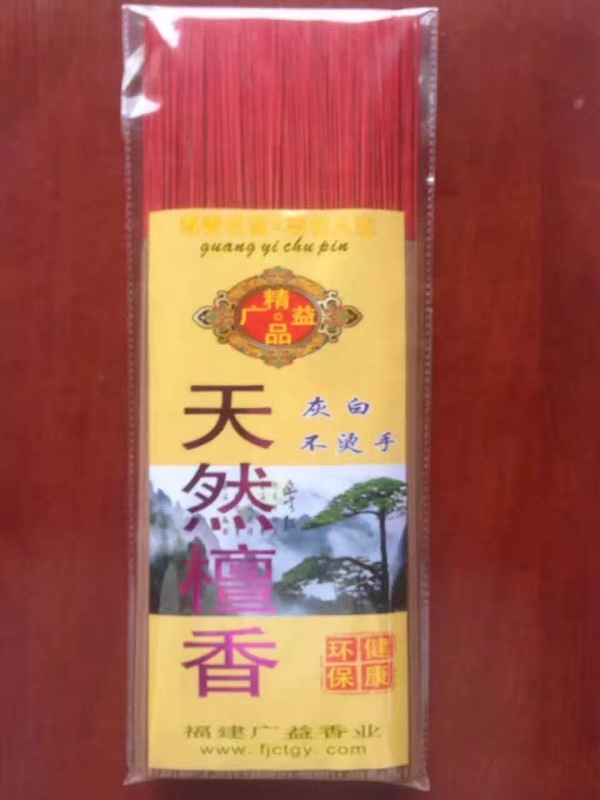 guang yi chu pin
精
广益
品
灰白
不烫手
天然檀香
环健
保康
福建广益香业
www.fjctgy.com